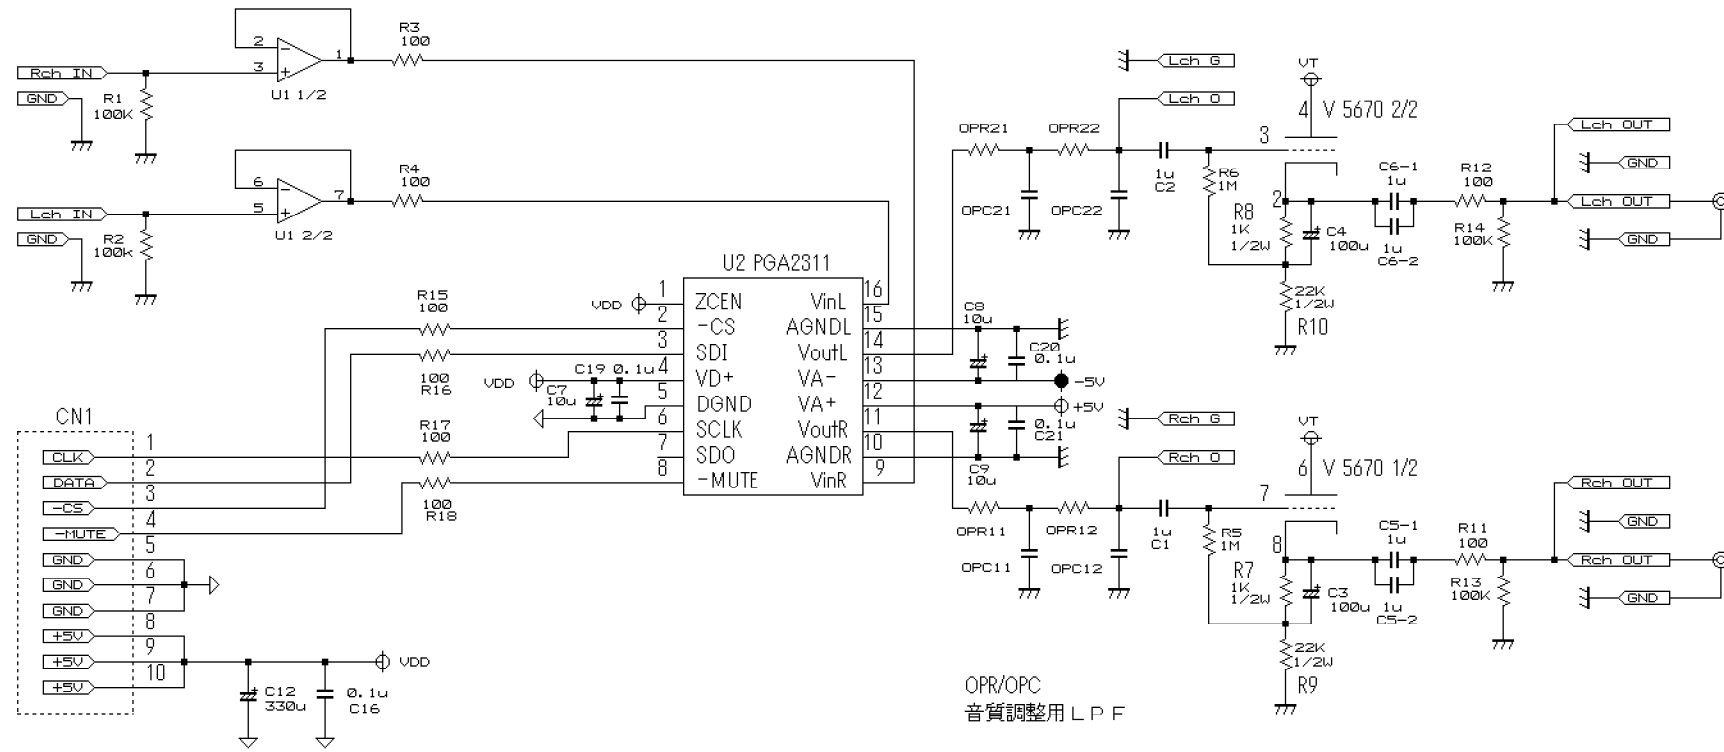 Rch IN
GND
R1
100K
2
3
1
U1 1/2
R3
100
Lch IN
GND
R2
100K
6
5
7
U1 2/2
R4
100
U2 PGA2311
VDD
1
2
3
4
5
6
7
8
ZCEN
-CS
SDI
VD+
DGND
SCLK
SDO
-MUTE
VinL
AGNDL
VoutL
VA-
VA+
VoutR
AGNDR
VinR
16
15
14
13
12
11
10
9
R15
100
100
R16
R17
100
100
R18
VDD
C7
10u
C19 0.1u
CN1
CLK
DATA
-CS
-MUTE
GND
GND
GND
+5V
+5V
+5V
1
2
3
4
5
6
7
8
9
10
VDD
C12
330u
0.1u
C16
C8
10u
C20
0.1u
-5V
+5V
0.1u
C21
C9
10u
Lch G
Lch O
OPR21
OPR22
OPC21
OPC22
1u
C2
R6
1M
VT
4
V 5670 2/2
3
2
R8
1K
1/2W
C4
100u
22K
1/2W
R10
C6-1
1u
1u
C6-2
R12
100
R14
100K
Lch OUT
GND
Lch OUT
GND
Rch G
Rch O
OPR11
OPR12
OPC11
OPC12
1u
C1
R5
1M
VT
6
V 5670 1/2
7
8
R7
1K
1/2W
C3
100u
22K
1/2W
R9
C5-1
1u
1u
C5-2
R11
100
R13
100K
Rch OUT
GND
Rch OUT
GND
OPR/OPC
音質調整用ＬＰＦ